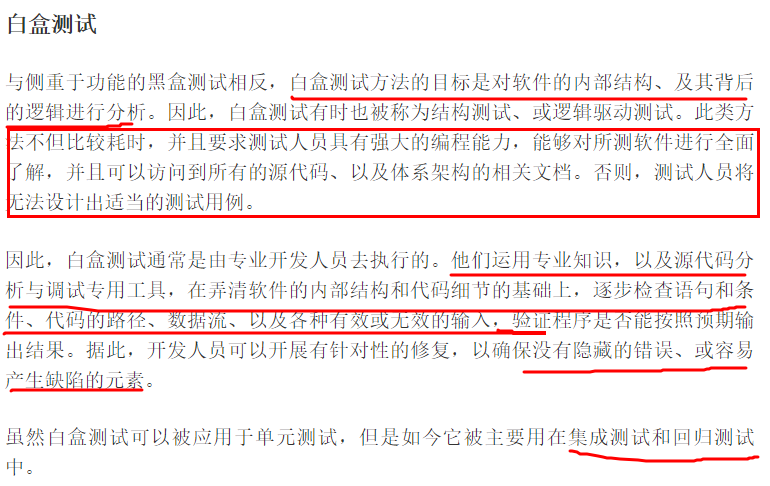 白盒测试
与侧重于功能的黑盒测试相反，白盒测试方法的目标是对软件的内部结构、及其背后
的逻辑进行分析。因此，白盒测试有时也被称为结构测试、或逻辑驱动测试。此类方
法不但比较耗时，并且要求测试人员具有强大的编程能力，能够对所测软件进行全面
了解，并且可以访问到所有的源代码、以及体系架构的相关文档。否则，测试人员将
无法设计出适当的测试用例。
因此，白盒测试通常是由专业开发人员去执行的。他们运用专业知识，以及源代码分
析与调试专用工具，在弄清软件的内部结构和代码细节的基础上，逐步检查语句和条
件、代码的路径、数据流、以及各种有效或无效的输入，验证程序是否能按照预期输
出结果。据此，开发人员可以开展有针对性的修复，以确保没有隐藏的错误、或容易
产生缺陷的元素。
虽然白盒测试可以被应用于单元测试，但是如今它被主要用在集成测试和回归测试
中。